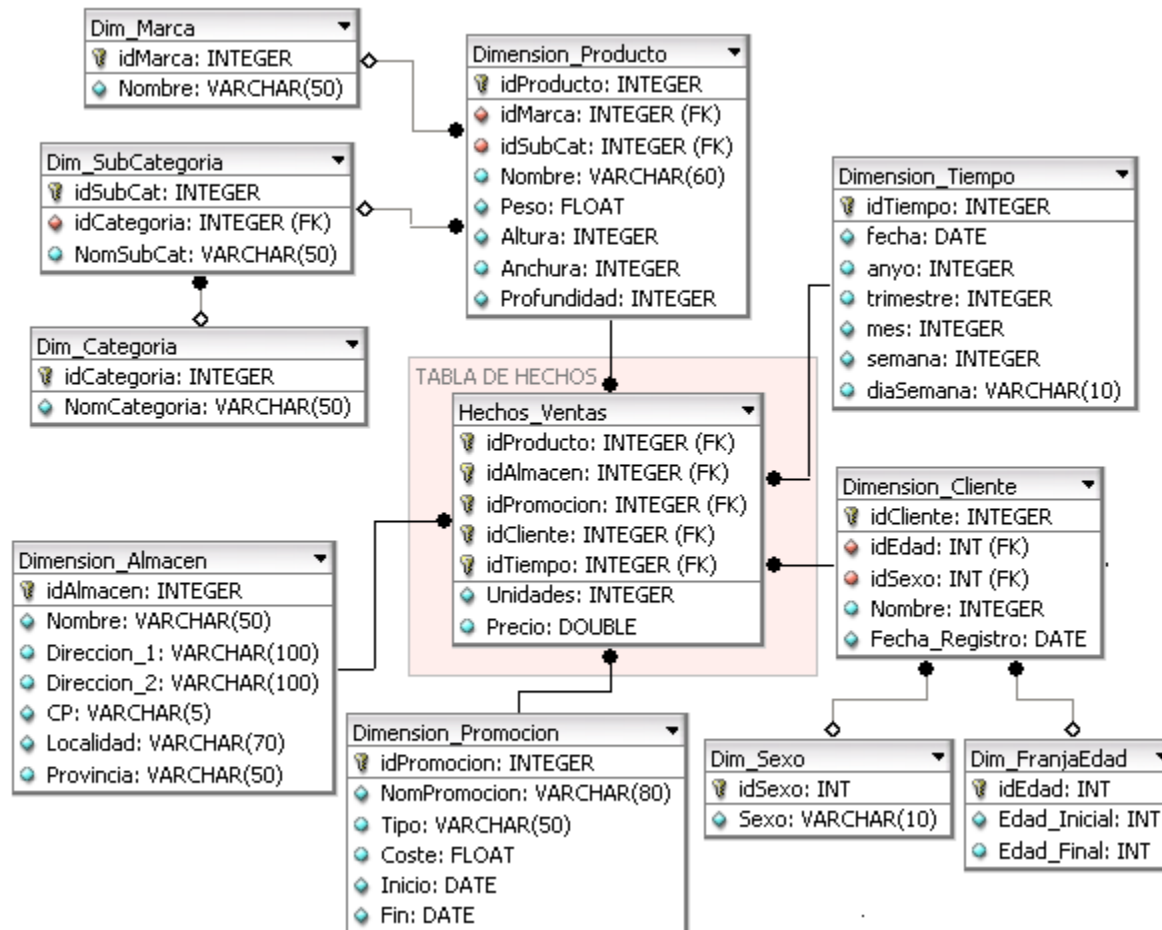 Dim_Marca
idMarca: INTEGER
Nombre: VARCHAR(50)
Dimension_Producto
idProducto: INTEGER
idMarca: INTEGER (FK)
idSubCat: INTEGER (FK)
Nombre: VARCHAR(60)
Peso: FLOAT
Altura: INTEGER
Anchura: INTEGER
Profundidad: INTEGER
Dim_SubCategoria
idSubCat: INTEGER
idCategoria: INTEGER (FK)
NomSubCat: VARCHAR(50)
Dimension_Tiempo
idTiempo: INTEGER
fecha: DATE
anyo: INTEGER
trimestre: INTEGER
mes: INTEGER
semana: INTEGER
diaSemana: VARCHAR(10)
Dim_Categoria
idCategoria: INTEGER
NomCategoria: VARCHAR(50)
TABLA DE HECHOS
Hechos_Ventas
idProducto: INTEGER (FK)
idAlmacen: INTEGER (FK)
idPromocion: INTEGER (FK)
idCliente: INTEGER (FK)
idTiempo: INTEGER (FK)
Unidades: INTEGER
Precio: DOUBLE
Dimension_Cliente
idCliente: INTEGER
idEdad: INT (FK)
idSexo: INT (FK)
Nombre: INTEGER
Fecha_Registro: DATE
Dimension_Almacen
idAlmacen: INTEGER
Nombre: VARCHAR(50)
Direccion_1: VARCHAR(100)
Direccion_2: VARCHAR(100)
CP: VARCHAR(5)
Localidad: VARCHAR(70)
Provincia: VARCHAR(50)
Dimension_Promocion
idPromocion: INTEGER
NomPromocion: VARCHAR(80)
Tipo: VARCHAR(50)
Coste: FLOAT
Inicio: DATE
Fin: DATE
Dim_Sexo
idSexo: INT
Sexo: VARCHAR(10)
Dim_FranjaEdad
idEdad: INT
Edad_Inicial: INT
Edad_Final: INT